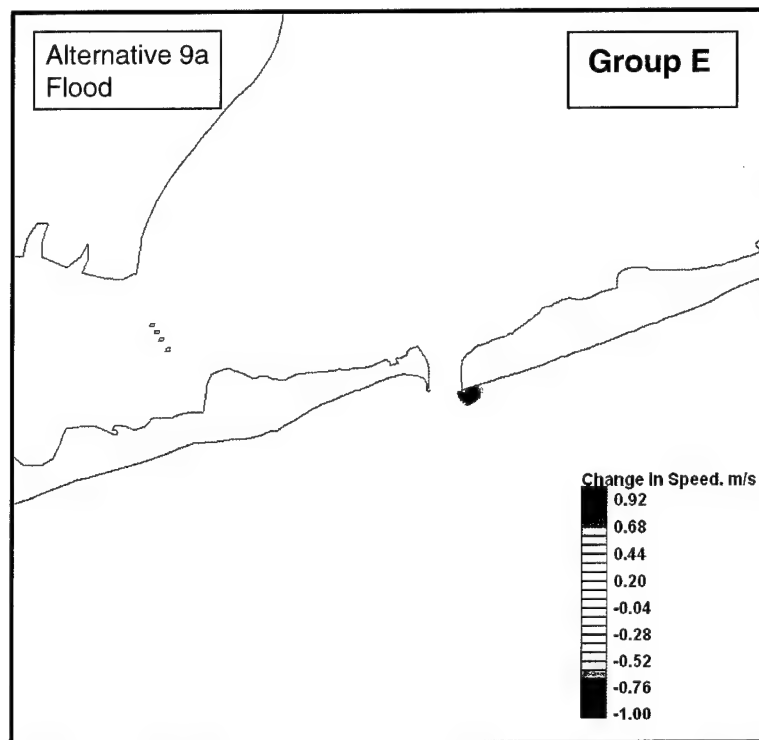 Alternative 9a
Flood
Group E
Change in Speed. m/s
0.92
0.68
0.44
0.20
-0.04
-0.28
-0.52
-0.76
-1.00